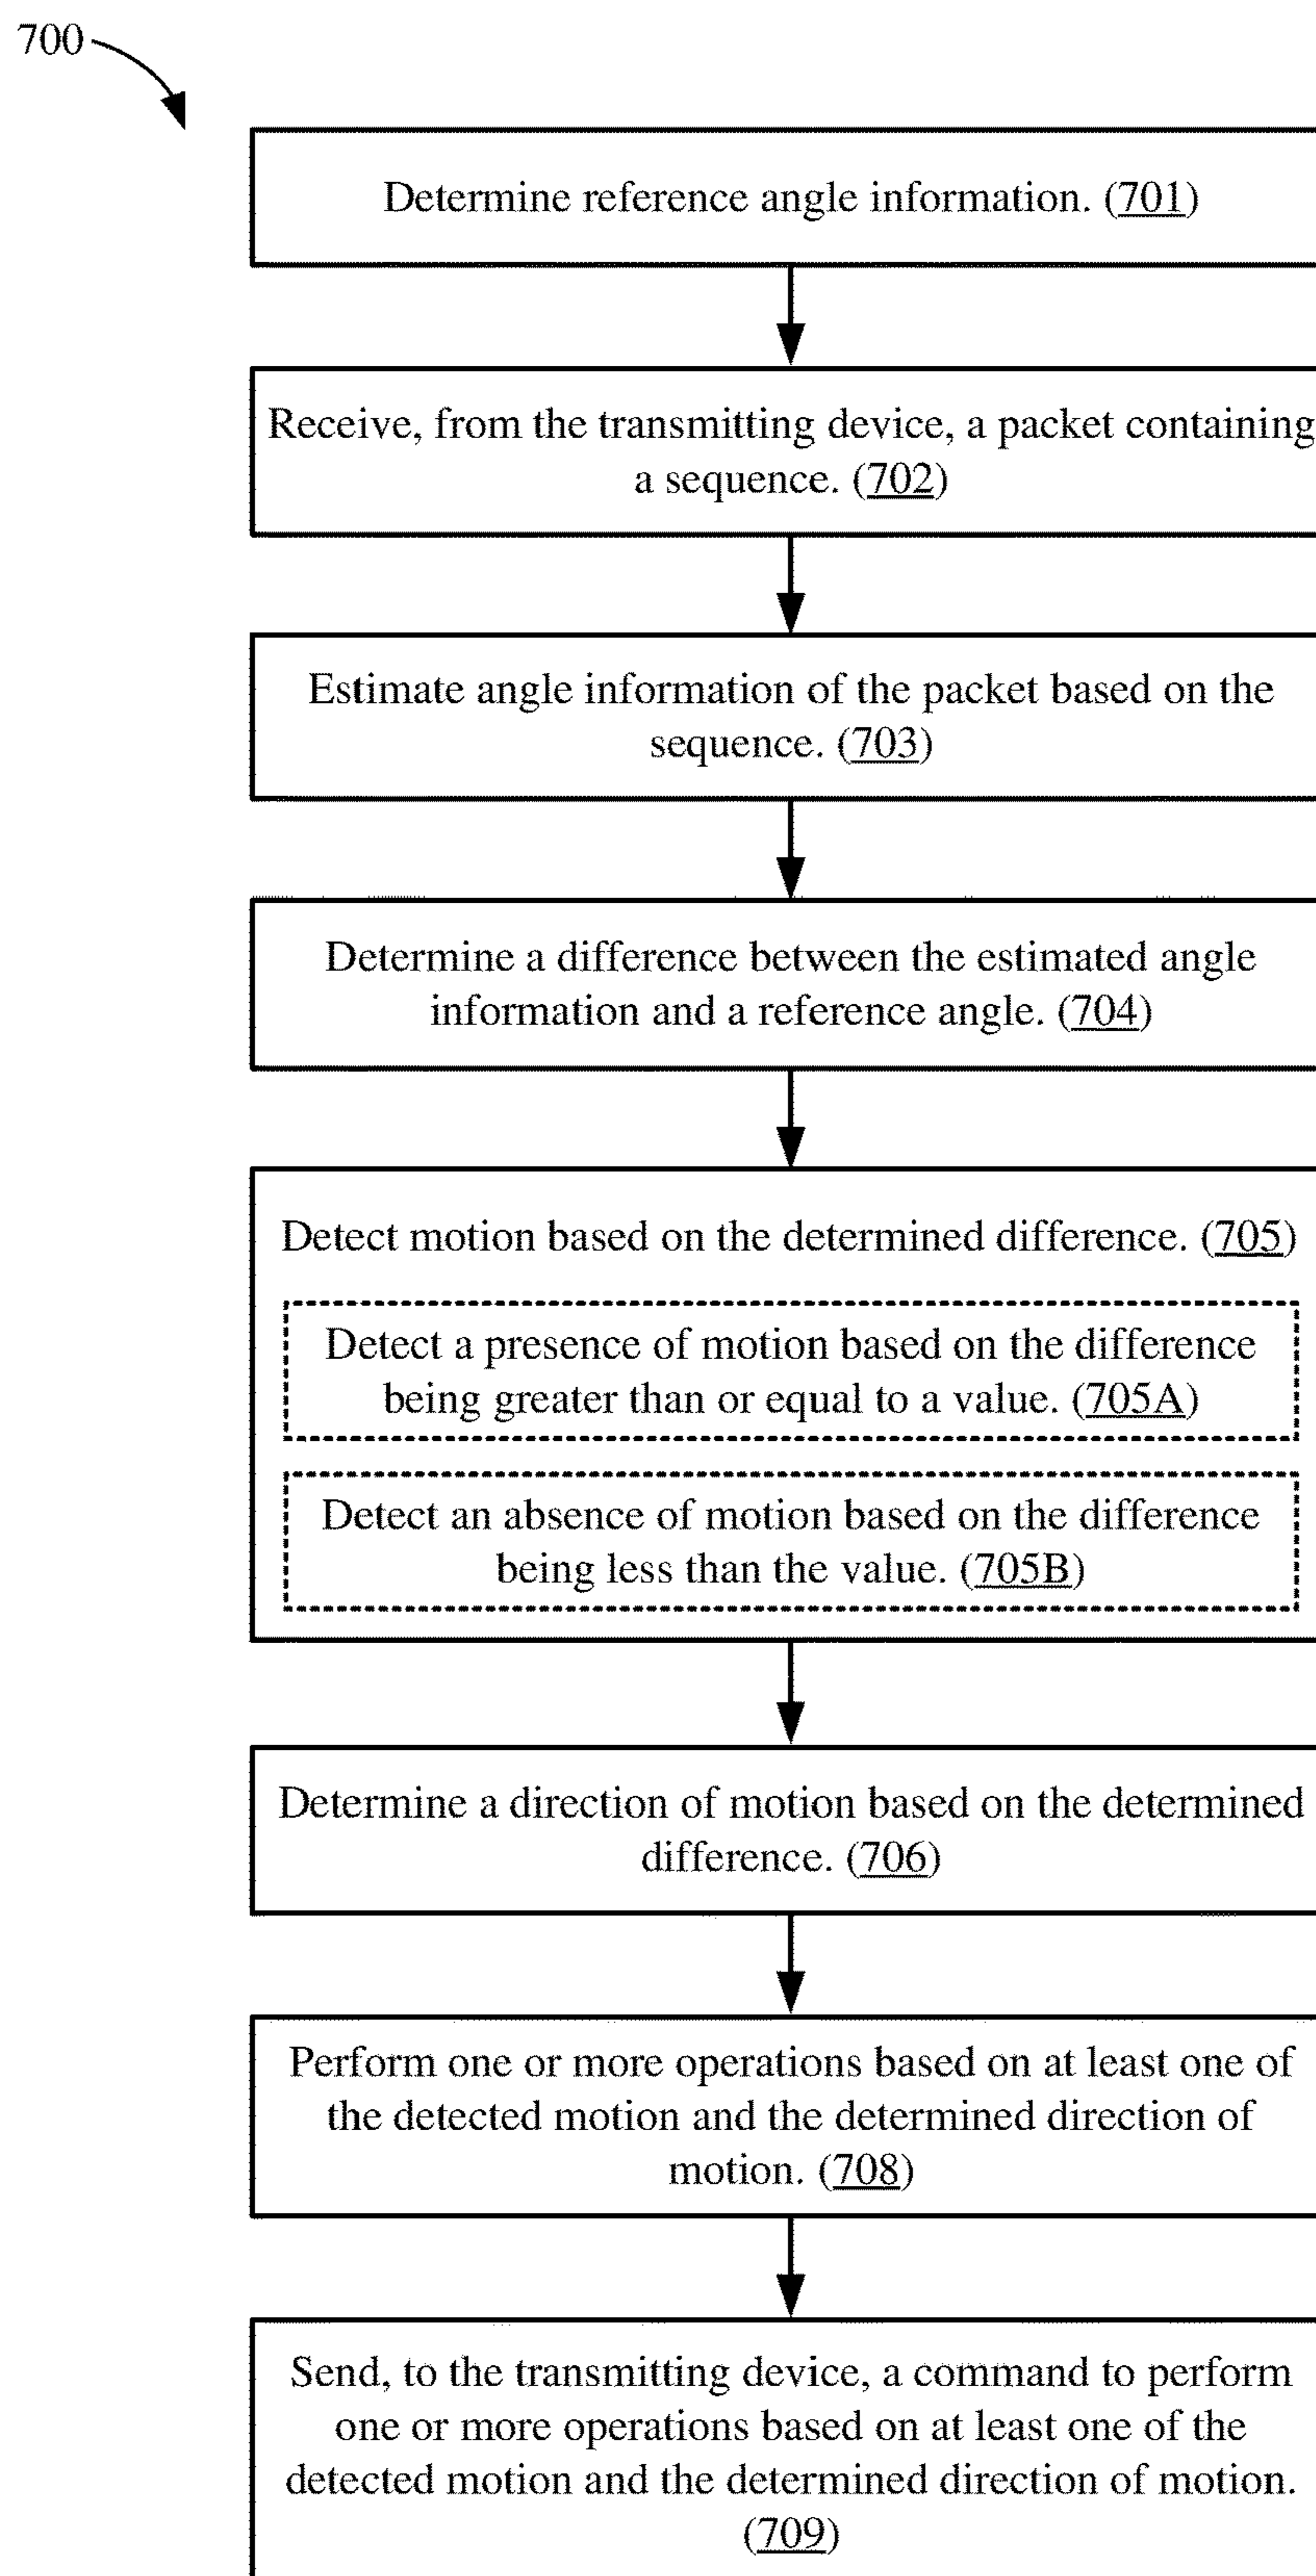 700
Determine reference angle information. (701)
Receive, from the transmitting device, a packet containing
a sequence. (702)
Estimate angle information of the packet based on the
sequence. (703)
Determine a difference between the estimated angle
information and a reference angle. (704)
Detect motion based on the determined difference. (705)
Detect a presence of motion based on the difference
being greater than or equal to a value. (705A)
Detect an absence of motion based on the difference
being less than the value. (705B)
Determine a direction of motion based on the determined
difference. (706)
Perform one or more operations based on at least one of
the detected motion and the determined direction of
motion. (708)
Send, to the transmitting device, a command to perform
one or more operations based on at least one of the
detected motion and the determined direction of motion.
(709)